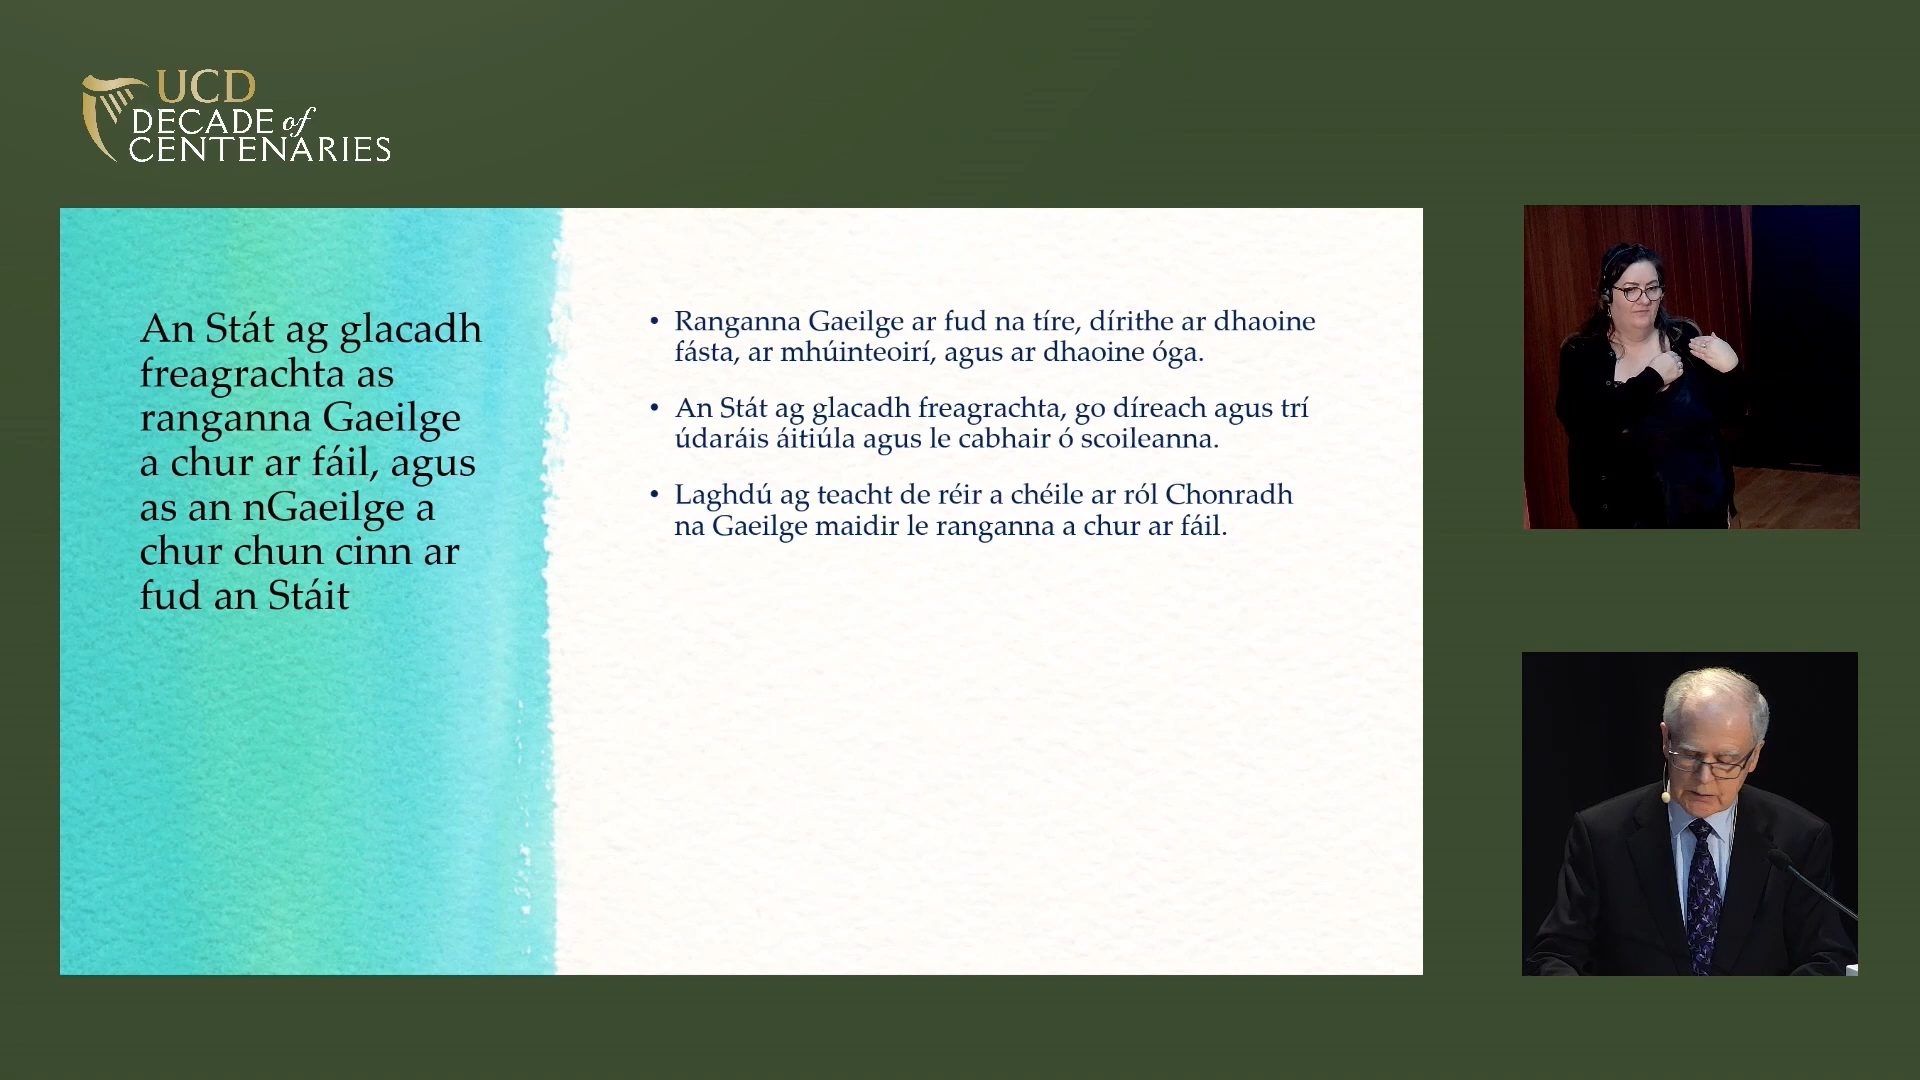 UCD
DECADE of
CENTENARIES
An Stát ag glacadh
freagrachta as
ranganna Gaeilge
a chur ar fáil, agus
as an nGaeilge a
chur chun cinn ar
fud an Stáit
• Ranganna Gaeilge ar fud na tíre, dírithe ar dhaoine
fásta, ar mhúinteoirí, agus ar dhaoine óga.
• An Stát ag glacadh freagrachta, go díreach agus trí
údaráis áitiúla agus le cabhair ó scoileanna.
• Laghdú ag teacht de réir a chéile ar ról Chonradh
na Gaeilge maidir le ranganna a chur ar fáil.